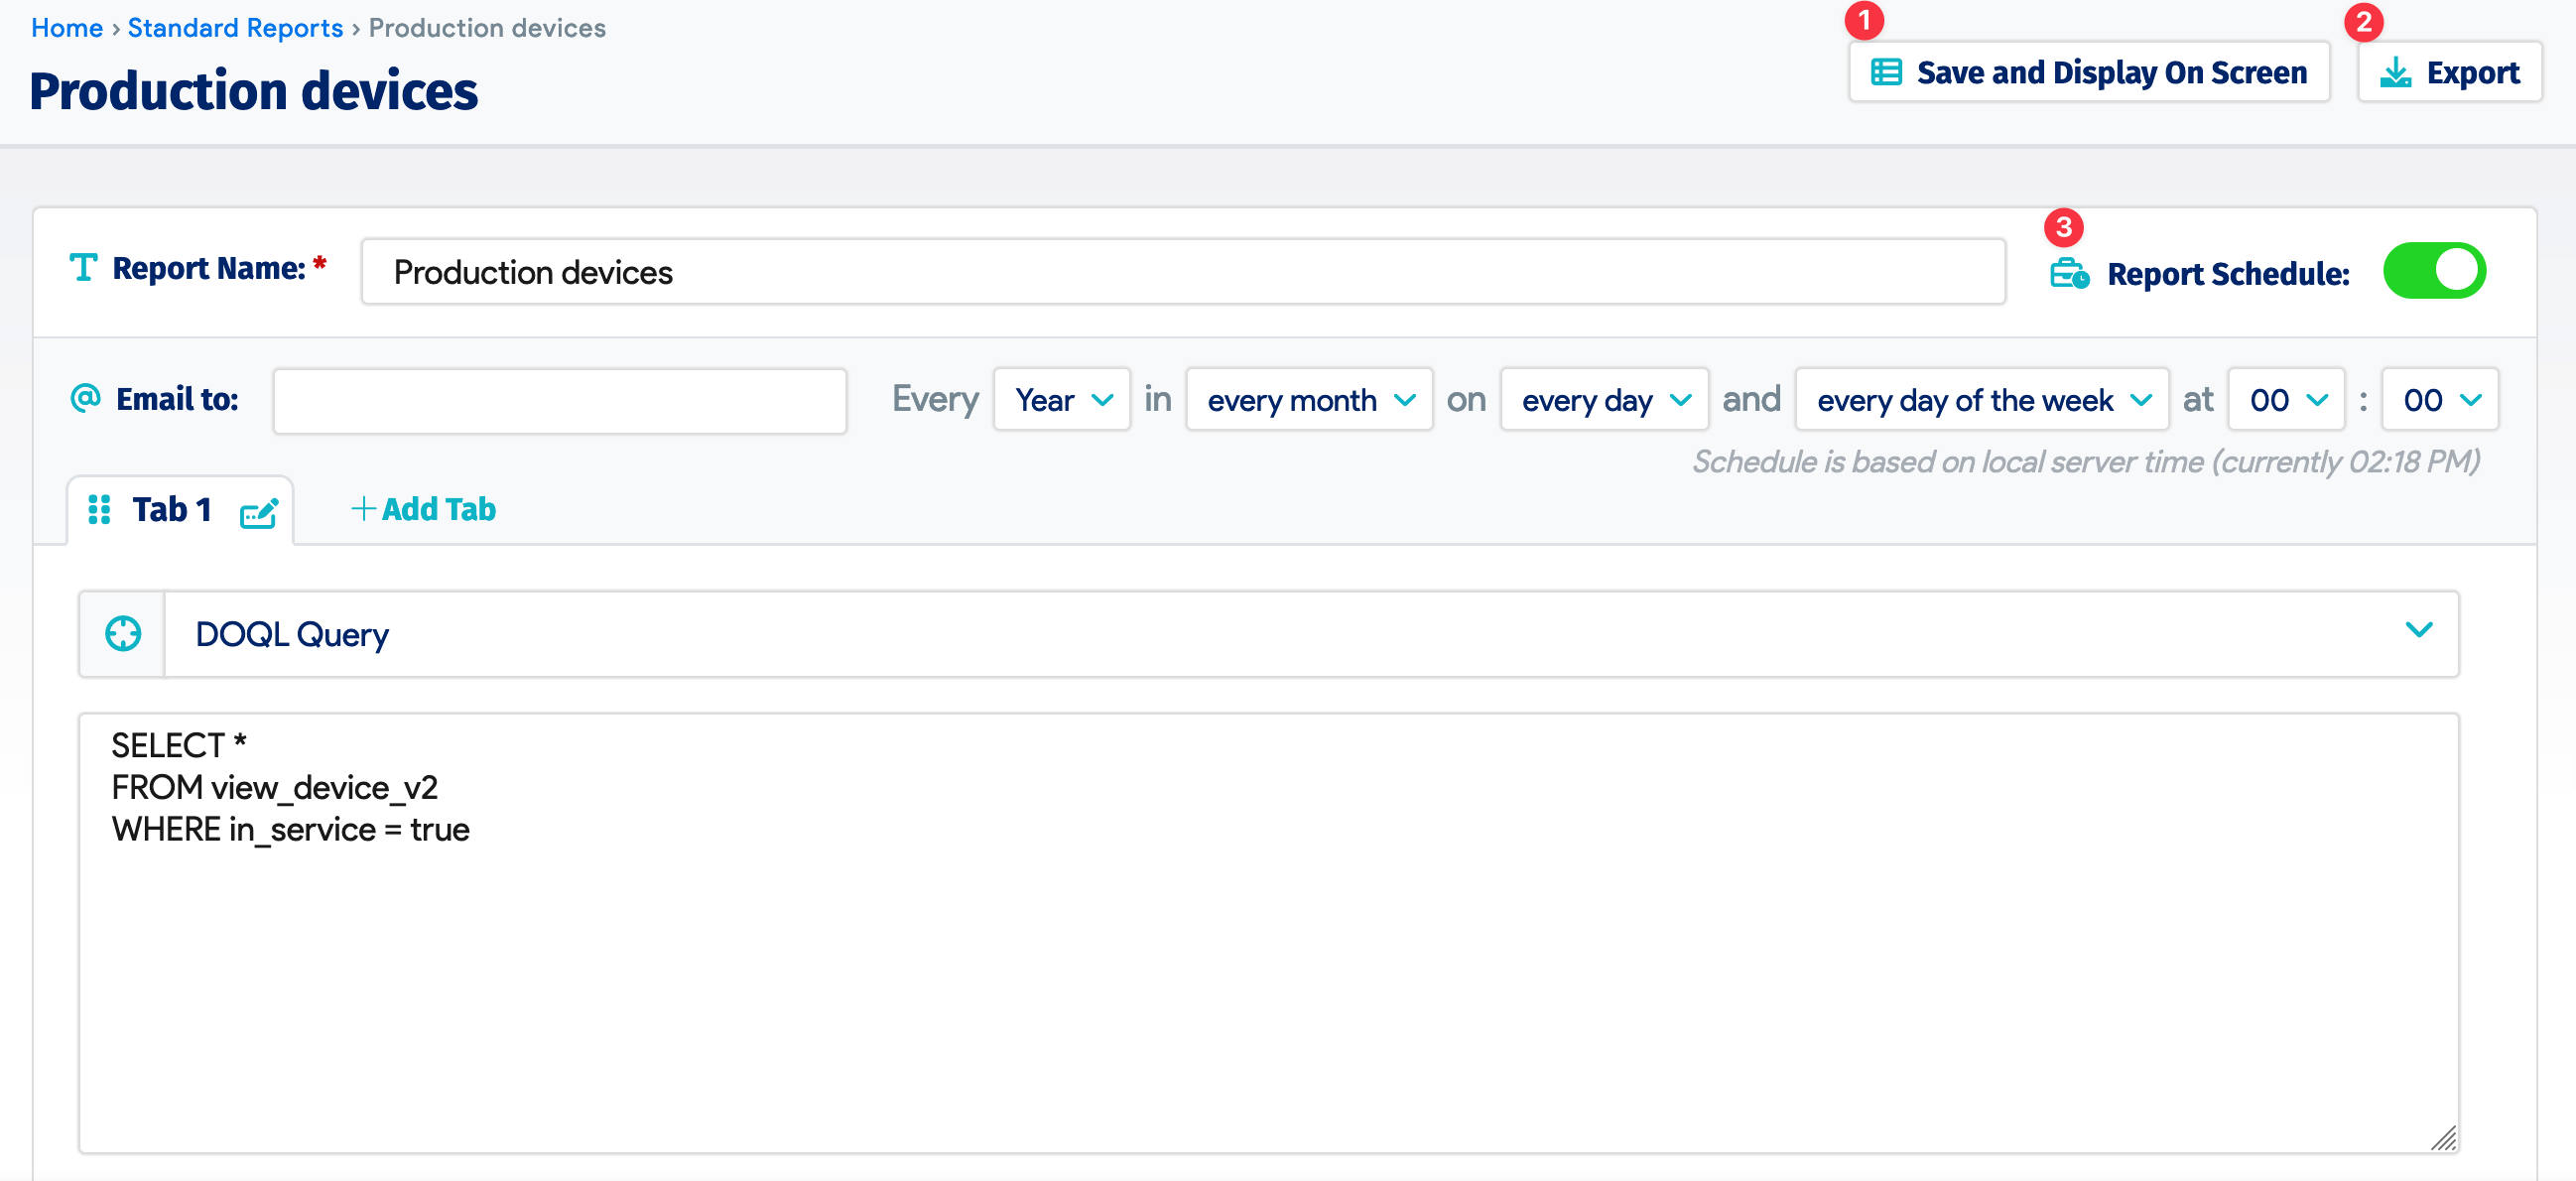 Home › Standard Reports › Production devices
Production devices
1
Save and Display On Screen
2
Export
Report Name: *
Production devices
3
Report Schedule:
@ Email to:
Every Year in every month on every day and every day of the week at 00 : 00
Schedule is based on local server time (currently 02:18 PM)
Tab 1
+ Add Tab
DOQL Query
SELECT *
FROM view_device_v2
WHERE in_service = true